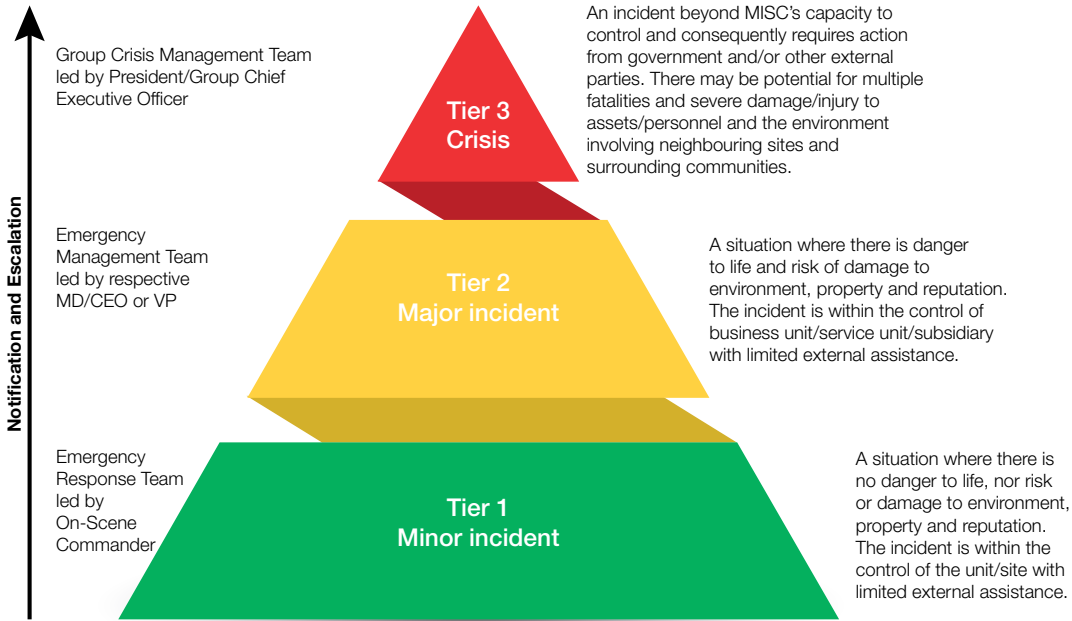 Notification and Escalation
Group Crisis Management Team
led by President/Group Chief
Executive Officer
Tier 3
Crisis
An incident beyond MISC’s capacity to
control and consequently requires action
from government and/or other external
parties. There may be potential for multiple
fatalities and severe damage/injury to
assets/personnel and the environment
involving neighbouring sites and
surrounding communities.
Emergency
Management Team
led by respective
MD/CEO or VP
Tier 2
Major incident
A situation where there is danger
to life and risk of damage to
environment, property and reputation.
The incident is within the control of
business unit/service unit/subsidiary
with limited external assistance.
Emergency
Response Team
led by
On-Scene
Commander
Tier 1
Minor incident
A situation where there is
no danger to life, nor risk
or damage to environment,
property and reputation.
The incident is within the
control of the unit/site with
limited external assistance.